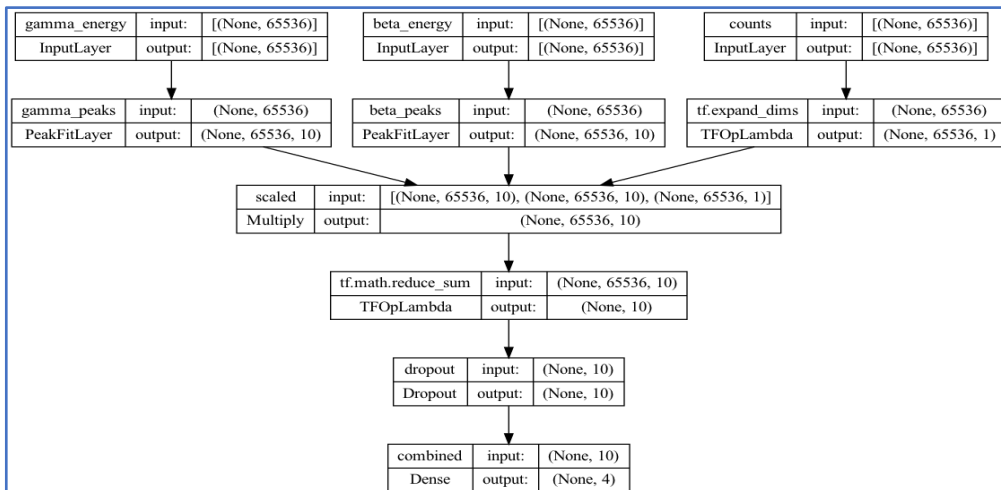 gamma_energy input: [(None, 65536)]
InputLayer output: [(None, 65536)]
beta_energy input: [(None, 65536)]
InputLayer output: [(None, 65536)]
counts input: [(None, 65536)]
InputLayer output: [(None, 65536)]
gamma_peaks input: (None, 65536)
PeakFitLayer output: (None, 65536, 10)
beta_peaks input: (None, 65536)
PeakFitLayer output: (None, 65536, 10)
tf.expand_dims input: (None, 65536)
TFOpLambda output: (None, 65536, 1)
scaled input: [(None, 65536, 10), (None, 65536, 10), (None, 65536, 1)]
Multiply output: (None, 65536, 10)
tf.math.reduce_sum input: (None, 65536, 10)
TFOpLambda output: (None, 10)
dropout input: (None, 10)
Dropout output: (None, 10)
combined input: (None, 10)
Dense output: (None, 4)